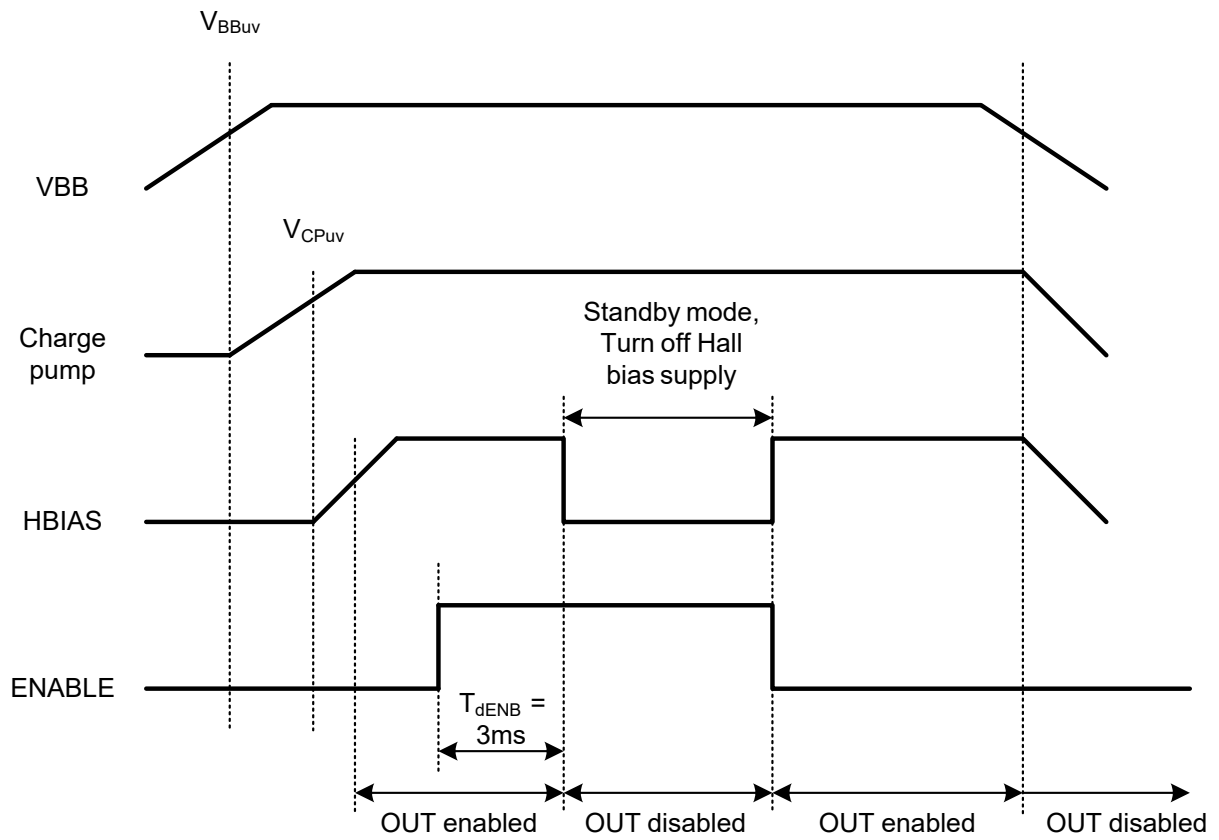 VBBuv
VBB
VCPuv
Charge
pump
Standby mode,
Turn off Hall
bias supply
HBIAS
ENABLE
TdENB =
3ms
OUT enabled
OUT disabled
OUT enabled
OUT disabled